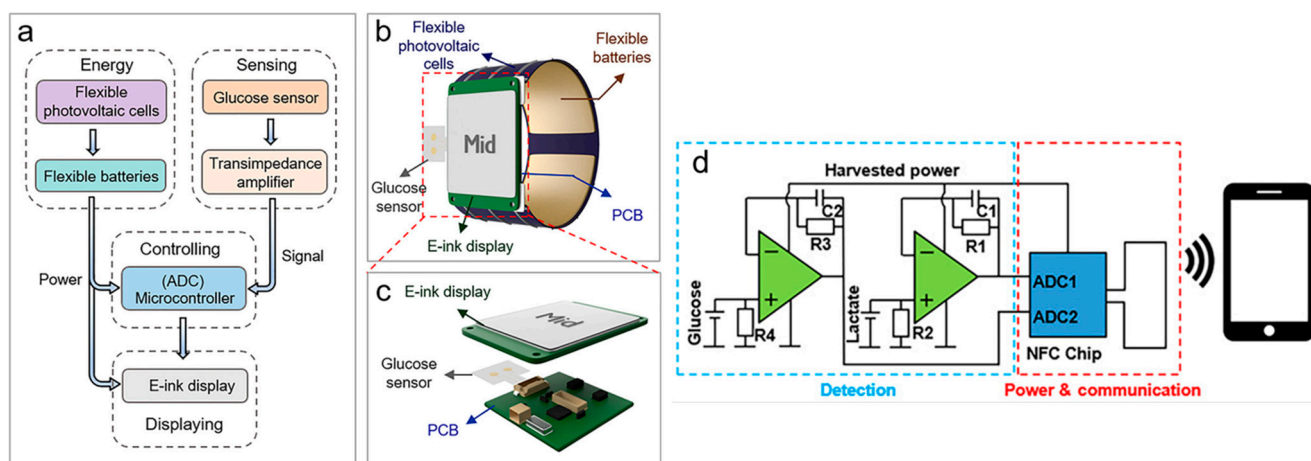 a
Energy
Sensing
Flexible
photovoltaic cells
Glucose sensor
Flexible batteries
Transimpedance
amplifier
Controlling
Power
Signal
(ADC)
Microcontroller
E-ink display
Displaying
b
Flexible
photovoltaic
cells
Flexible
batteries
Mid
Glucose
sensor
PCB
E-ink display
c
E-ink display
Mid
Glucose
sensor
PCB
d
Harvested power
C2
R3
C1
R1
Glucose
R4
Lactate
R2
ADC1
ADC2
NFC Chip
Detection
Power & communication